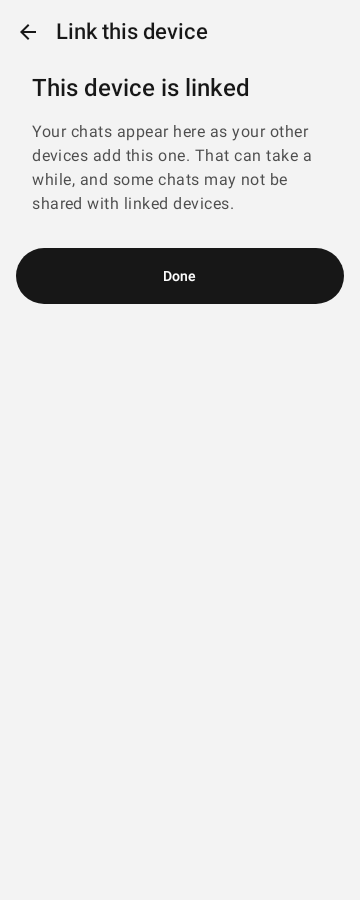 Link this device
This device is linked
Your chats appear here as your other
devices add this one. That can take a
while, and some chats may not be
shared with linked devices.
Done